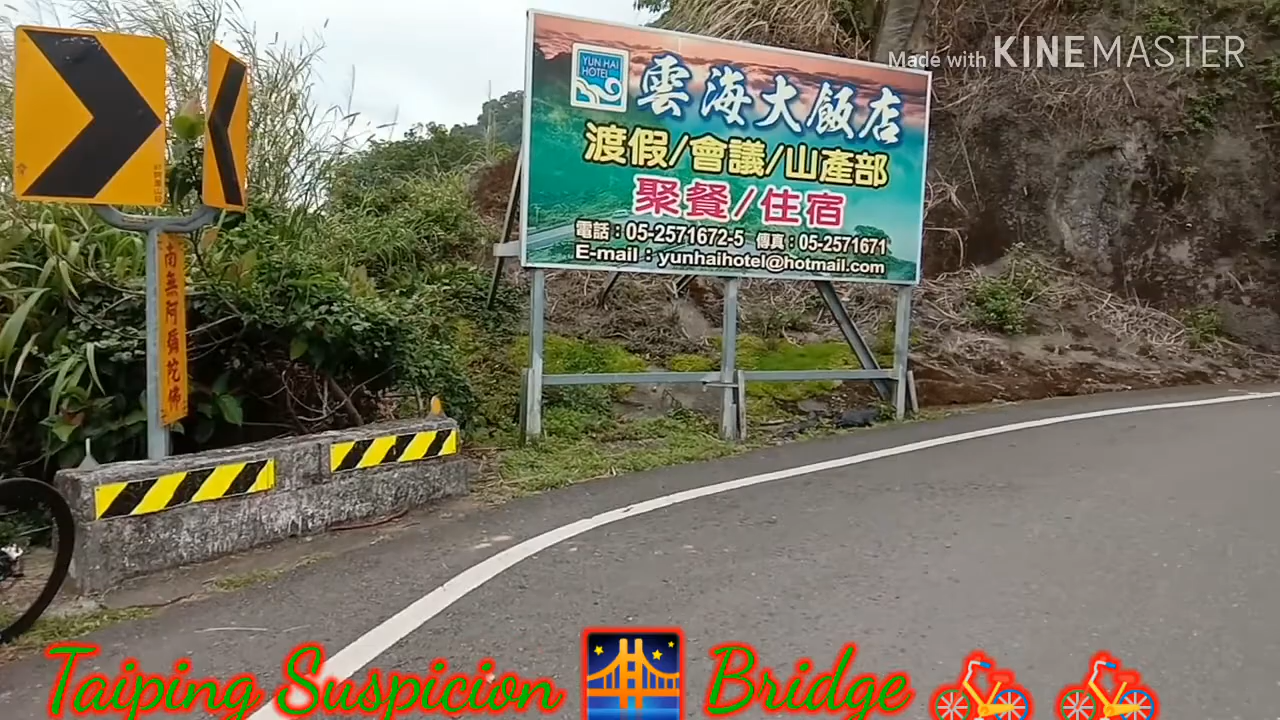 Made with KINEMASTER
YUN HAI
HOTEL
雲海大飯店
渡假/會議/山產部
聚餐/住宿
電話：05-2571672-5 傳真：05-2571671
E-mail：yunhaihotel@hotmail.com
南無阿彌陀佛
Taiping Suspicion 🌉 Bridge 🚲 🚲